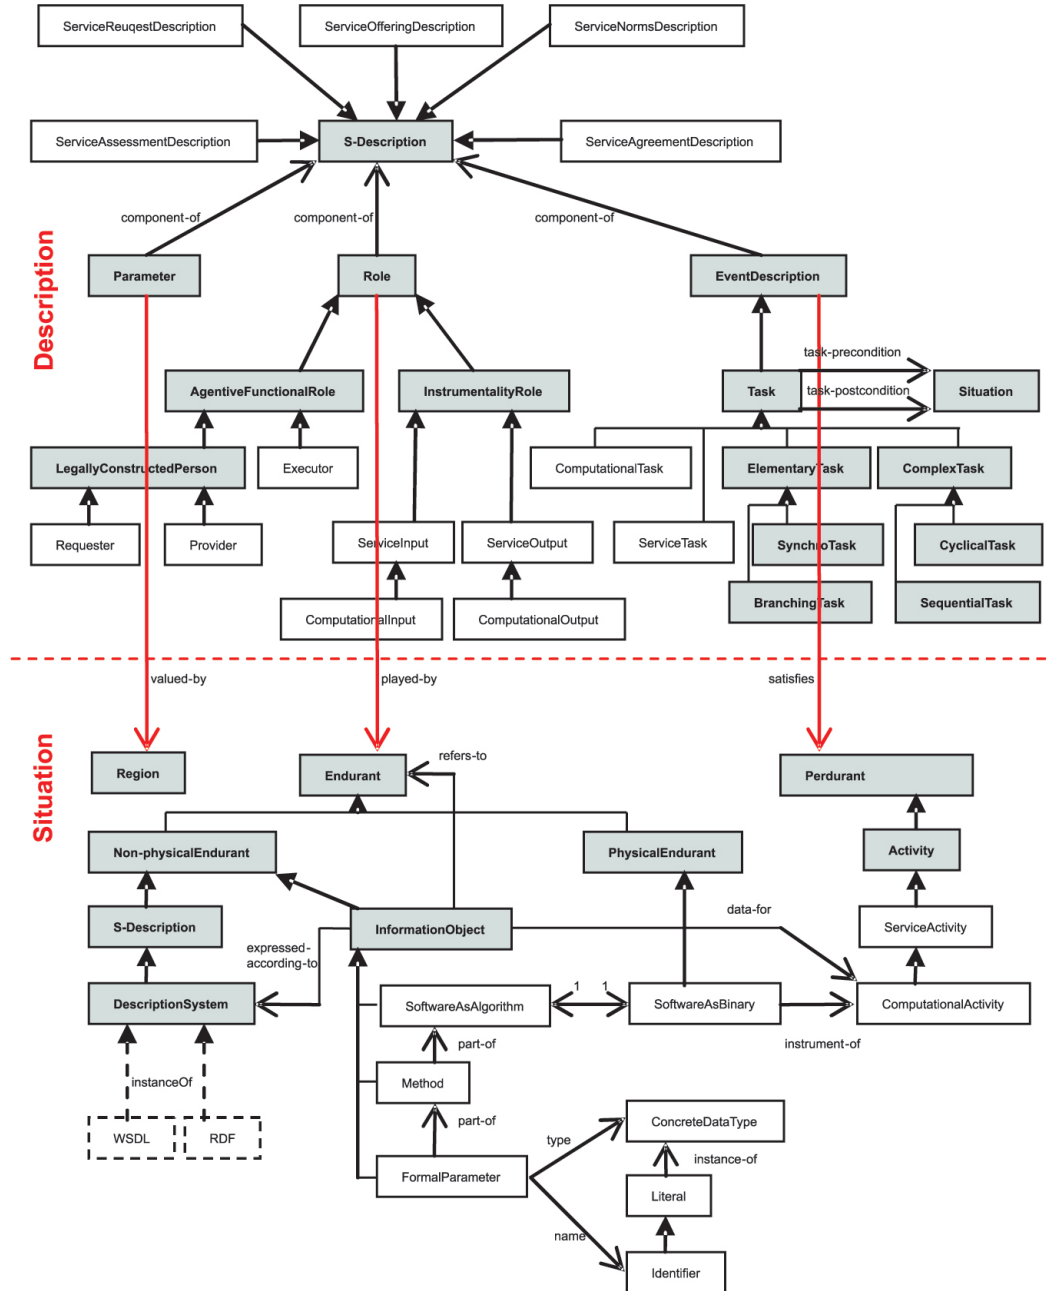 ServiceReuqestDescription
ServiceOfferingDescription
ServiceNormsDescription
ServiceAssessmentDescription
S-Description
ServiceAgreementDescription
component-of
component-of
component-of
Description
Parameter
Role
EventDescription
task-precondition
AgentiveFunctionalRole
InstrumentalityRole
Task
task-postcondition
Situation
LegallyConstructedPerson
Executor
ComputationalTask
ElementaryTask
ComplexTask
Requester
Provider
ServiceInput
ServiceOutput
ServiceTask
SynchroTask
CyclicalTask
ComputationalInput
ComputationalOutput
BranchingTask
SequentialTask
valued-by
played-by
satisfies
Situation
Region
Endurant
refers-to
Perdurant
Non-physicalEndurant
PhysicalEndurant
Activity
S-Description
InformationObject
data-for
ServiceActivity
expressed-
according-to
DescriptionSystem
SoftwareAsAlgorithm
1
1
SoftwareAsBinary
ComputationalActivity
part-of
instrument-of
instanceOf
Method
part-of
WSDL
RDF
type
ConcreteDataType
instance-of
FormalParameter
Literal
name
Identifier